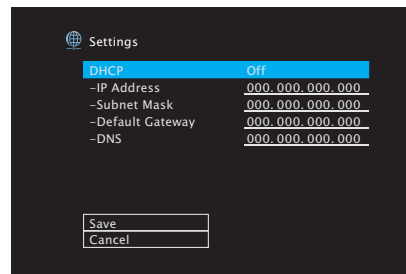 Settings
DHCP Off
-IP Address 000.000.000.000
-Subnet Mask 000.000.000.000
-Default Gateway 000.000.000.000
-DNS 000.000.000.000
Save
Cancel